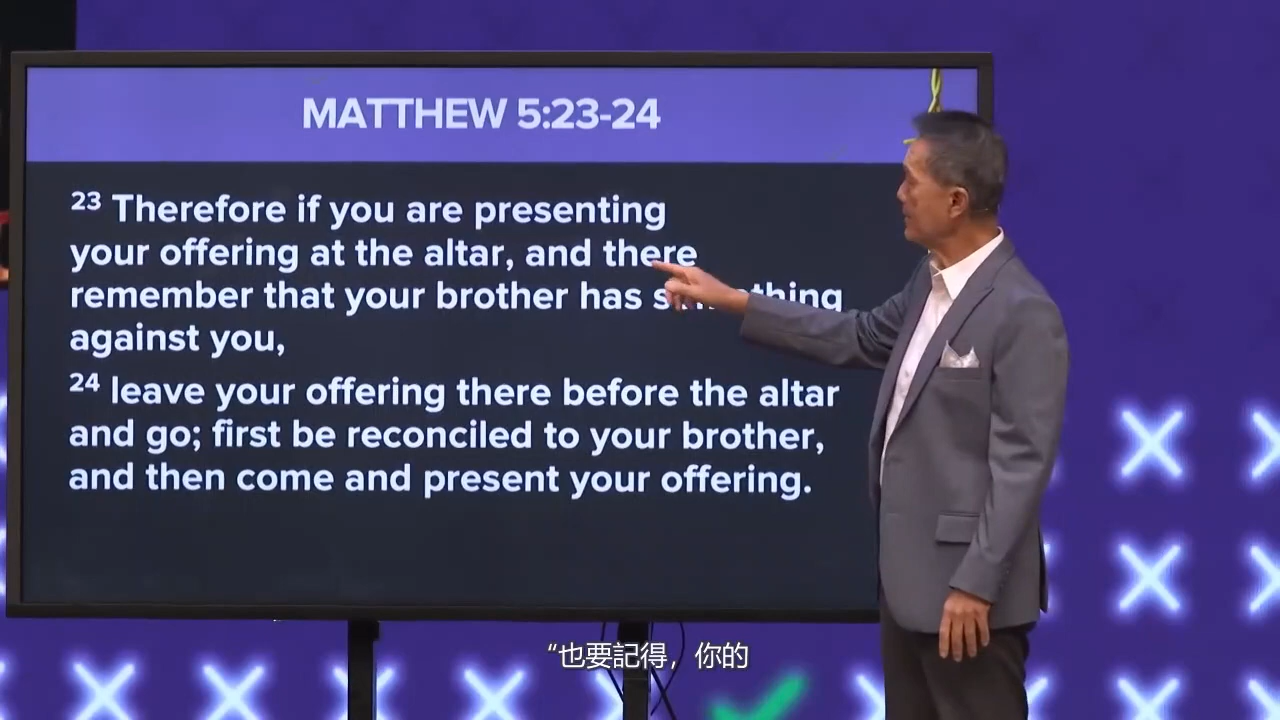 MATTHEW 5:23-24
23 Therefore if you are presenting
your offering at the altar, and there
remember that your brother has something
against you,
24 leave your offering there before the altar
and go; first be reconciled to your brother,
and then come and present your offering.
“也要記得，你的